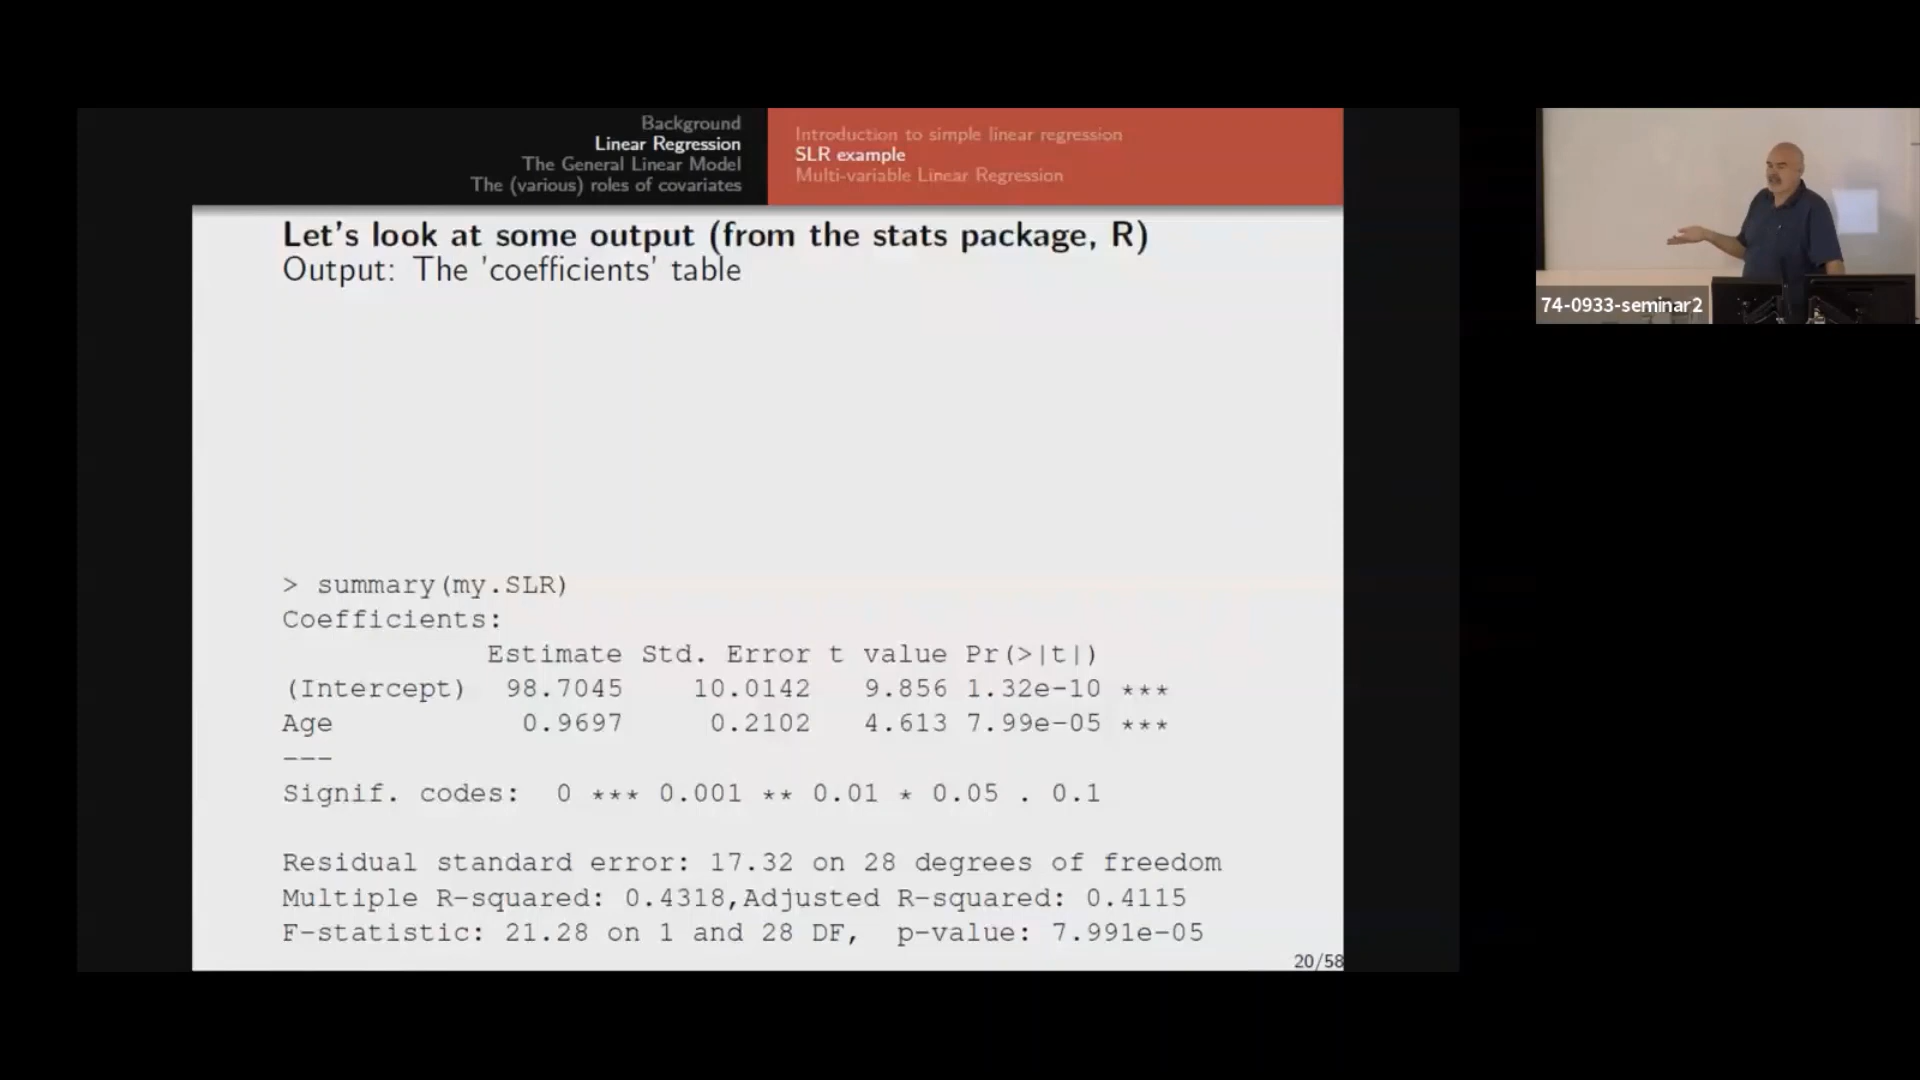 Background
Linear Regression
The General Linear Model
The (various) roles of covariates
Introduction to simple linear regression
SLR example
Multi-variable Linear Regression
Let's look at some output (from the stats package, R)
Output: The 'coefficients' table
> summary(my.SLR)
Coefficients:
Estimate Std. Error t value Pr(>|t|)
(Intercept) 98.7045 10.0142 9.856 1.32e-10 ***
Age 0.9697 0.2102 4.613 7.99e-05 ***
---
Signif. codes: 0 *** 0.001 ** 0.01 * 0.05 . 0.1
Residual standard error: 17.32 on 28 degrees of freedom
Multiple R-squared: 0.4318,Adjusted R-squared: 0.4115
F-statistic: 21.28 on 1 and 28 DF, p-value: 7.991e-05
20/58
74-0933-seminar2